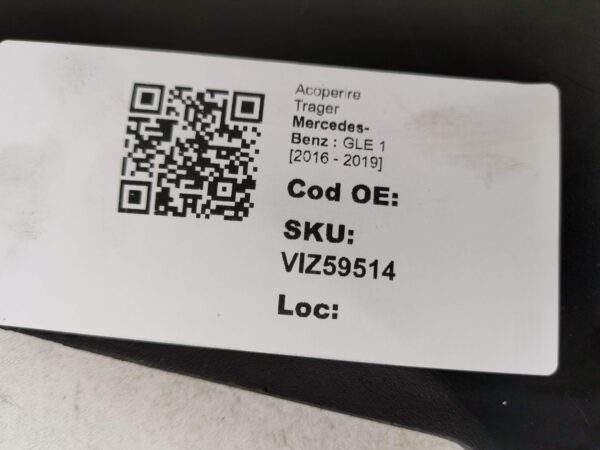 Acoperire
Trager
Mercedes-
Benz : GLE 1
[2016 - 2019]
Cod OE:
SKU:
VIZ59514
Loc: